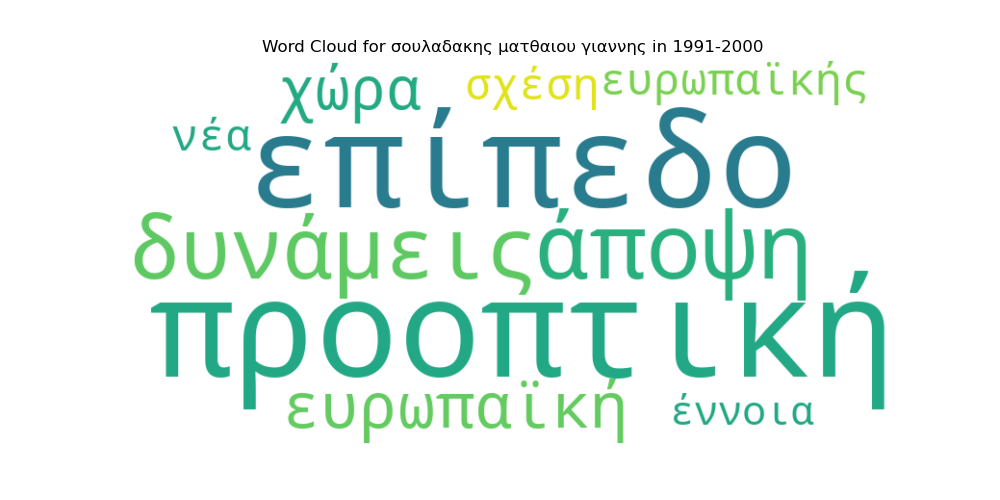 Word Cloud for σουλαδακης ματθαιου γιαννης in 1991-2000
χώρα σχέση ευρωπαϊκής
νέα επίπεδο
δυνάμεις άποψη
προοπτική
ευρωπαϊκή έννοια